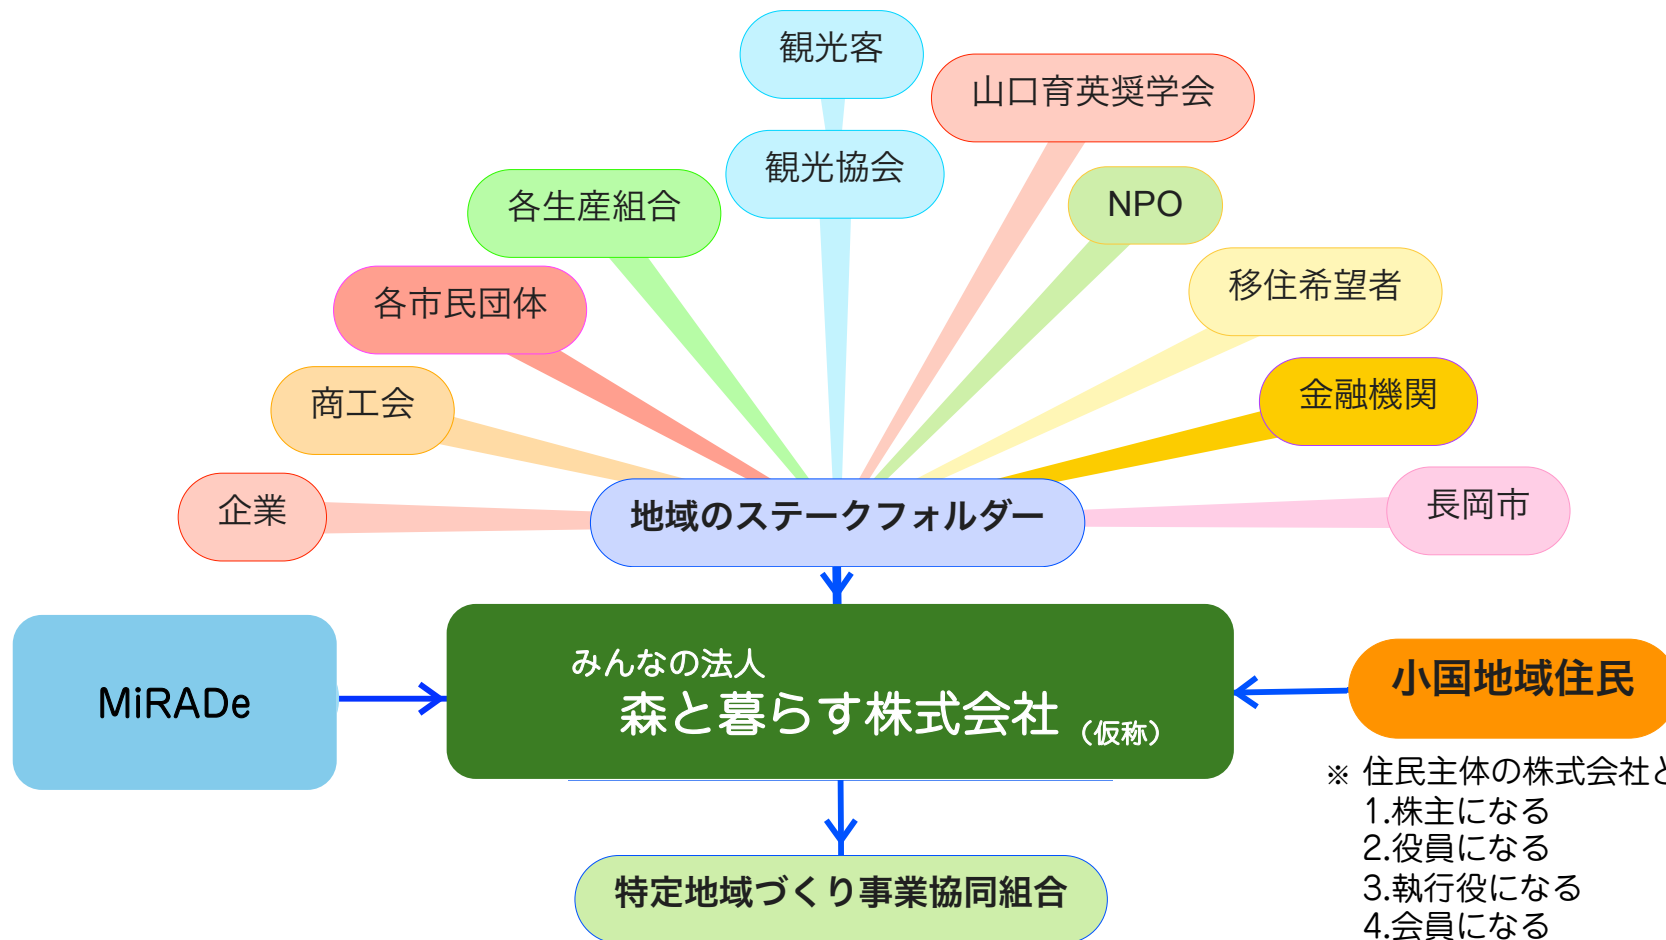 観光客
山口育英奨学会
観光協会
各生産組合
NPO
各市民団体
移住希望者
商工会
金融機関
企業
地域のステークフォルダー
長岡市
MiRADe
みんなの法人
森と暮らす株式会社（仮称）
小国地域住民
※ 住民主体の株式会社と
1.株主になる
2.役員になる
3.執行役になる
4.会員になる
特定地域づくり事業協同組合